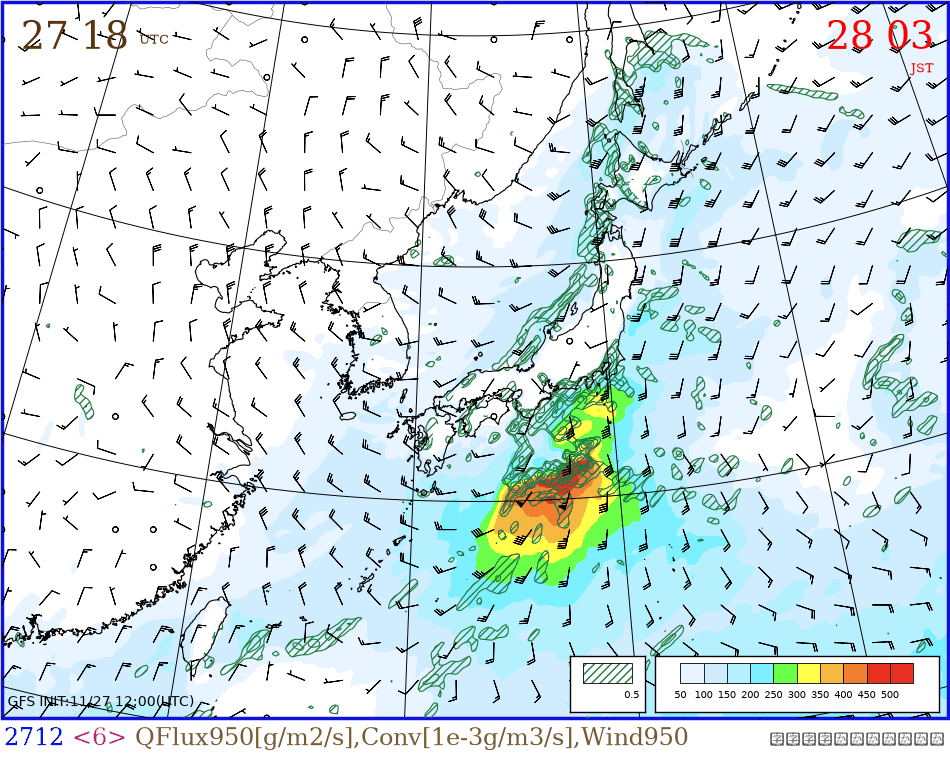 27 18 UTC
28 03
JST
0.5
50 100 150 200 250 300 350 400 450 500
GFS INIT:11/27 12:00(UTC)
2712 <6> QFlux950[g/m2/s],Conv[1e-3g/m3/s],Wind950